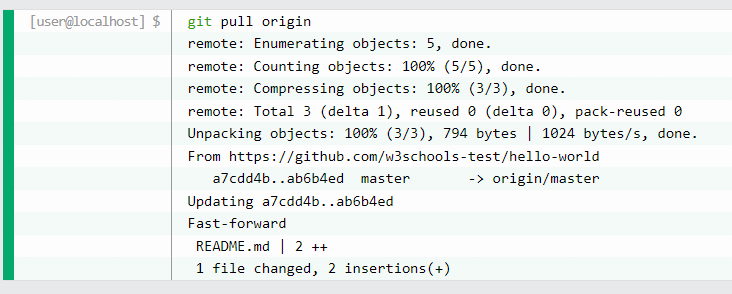 [user@localhost] $ git pull origin
remote: Enumerating objects: 5, done.
remote: Counting objects: 100% (5/5), done.
remote: Compressing objects: 100% (3/3), done.
remote: Total 3 (delta 1), reused 0 (delta 0), pack-reused 0
Unpacking objects: 100% (3/3), 794 bytes | 1024 bytes/s, done.
From https://github.com/w3schools-test/hello-world
   a7cdd4b..ab6b4ed  master     -> origin/master
Updating a7cdd4b..ab6b4ed
Fast-forward
 README.md | 2 ++
 1 file changed, 2 insertions(+)